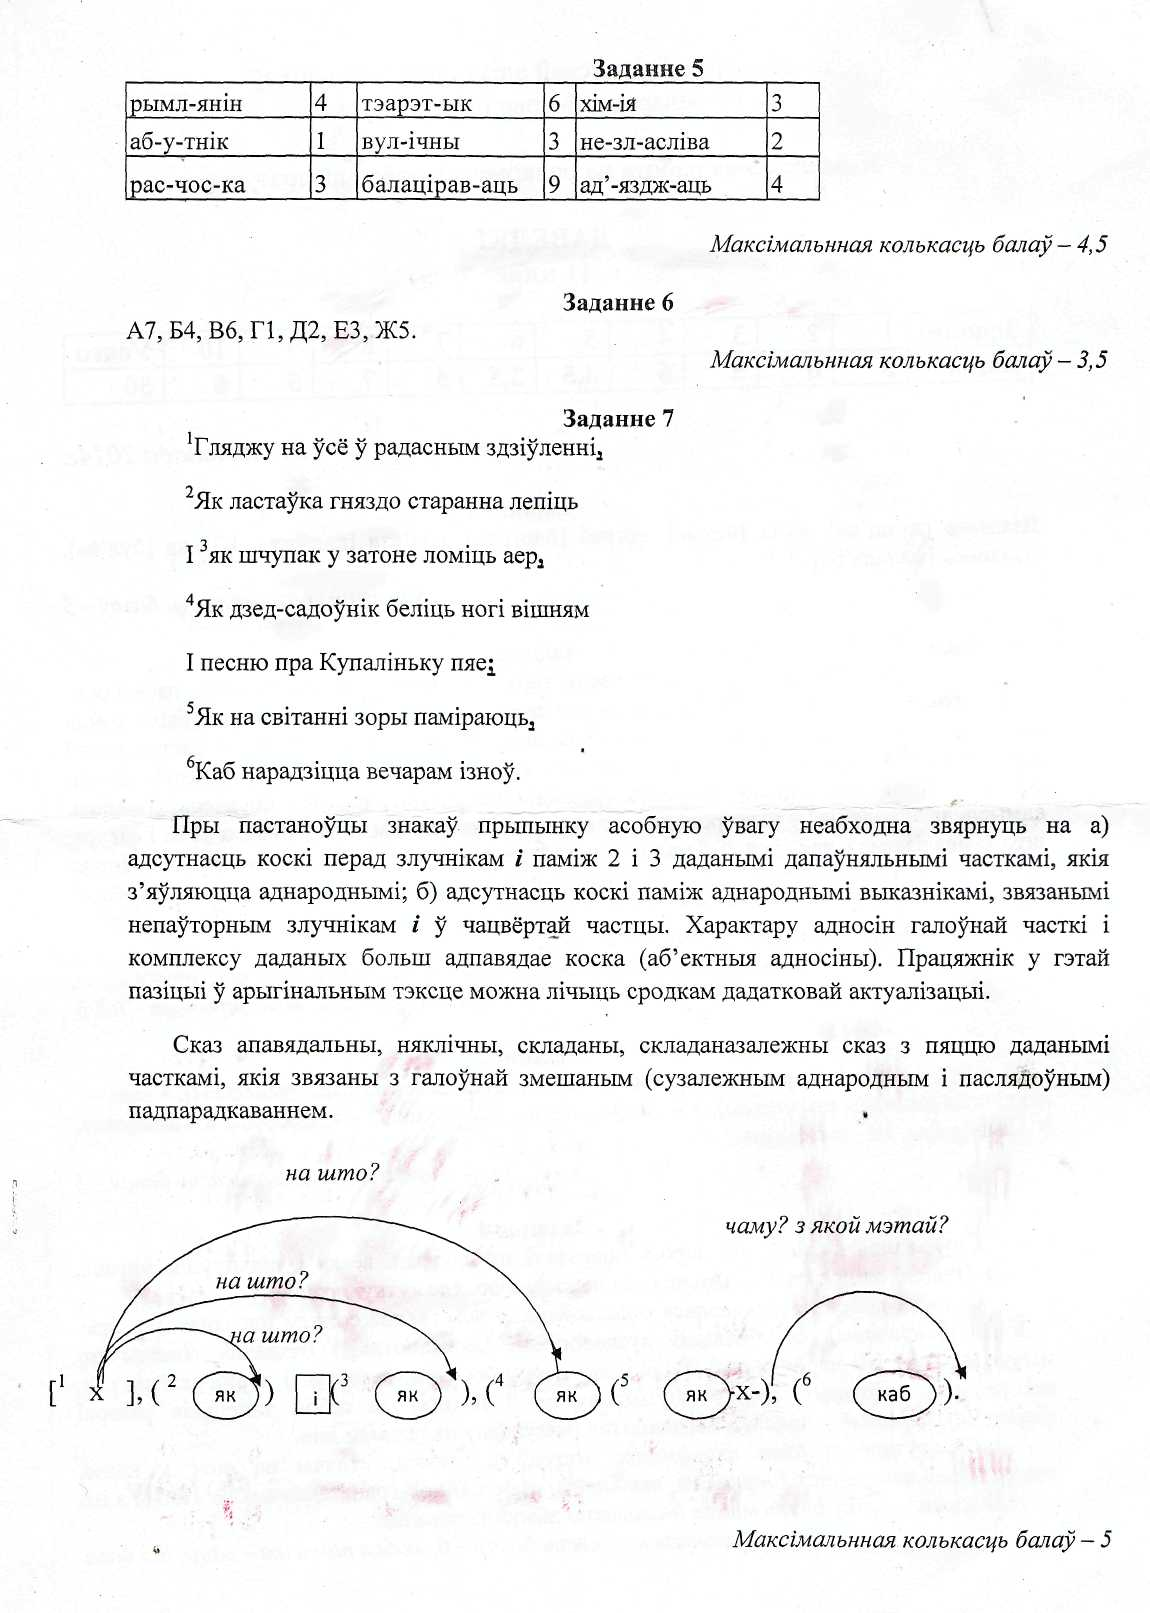 Заданне 5
рымл-янін 4 тэарэт-ык 6 хім-ія 3
аб-у-тнік 1 вул-ічны 3 не-зл-асліва 2
рас-чос-ка 3 балацірав-аць 9 ад’-яздж-аць 4
Максімальнная колькасць балаў – 4,5
Заданне 6
А7, Б4, В6, Г1, Д2, Е3, Ж5.
Максімальнная колькасць балаў – 3,5
Заданне 7
¹Гляджу на ўсё ў радасным здзіўленні,
²Як ластаўка гняздо старанна лепіць
І ³як шчупак у затоне ломіць аер,
⁴Як дзед-садоўнік беліць ногі вішням
І песню пра Купаліньку пяе;
⁵Як на світанні зоры паміраюць,
⁶Каб нарадзіцца вечарам ізноў.
Пры пастаноўцы знакаў прыпынку асобную ўвагу неабходна звярнуць на а)
адсутнасць коскі перад злучнікам і паміж 2 і 3 даданымі дапаўняльнымі часткамі, якія
з’яўляюцца аднароднымі; б) адсутнасць коскі паміж аднароднымі выказнікамі, звязанымі
непаўторным злучнікам і ў чацвёртай частцы. Характару адносін галоўнай часткі і
комплексу даданых больш адпавядае коска (аб’ектныя адносіны). Працяжнік у гэтай
пазіцыі ў арыгінальным тэксце можна лічыць сродкам дадатковай актуалізацыі.
Сказ апавядальны, няклічны, складаны, складаназалежны сказ з пяццю даданымі
часткамі, якія звязаны з галоўнай змешаным (сузалежным аднародным і паслядоўным)
падпарадкаваннем.
на што?
чаму? з якой мэтай?
на што?
на што?
[¹ х ], ( ² як ) і (³ як ), (⁴ як ) (⁵ як -х-), (⁶ каб ).
Максімальнная колькасць балаў – 5